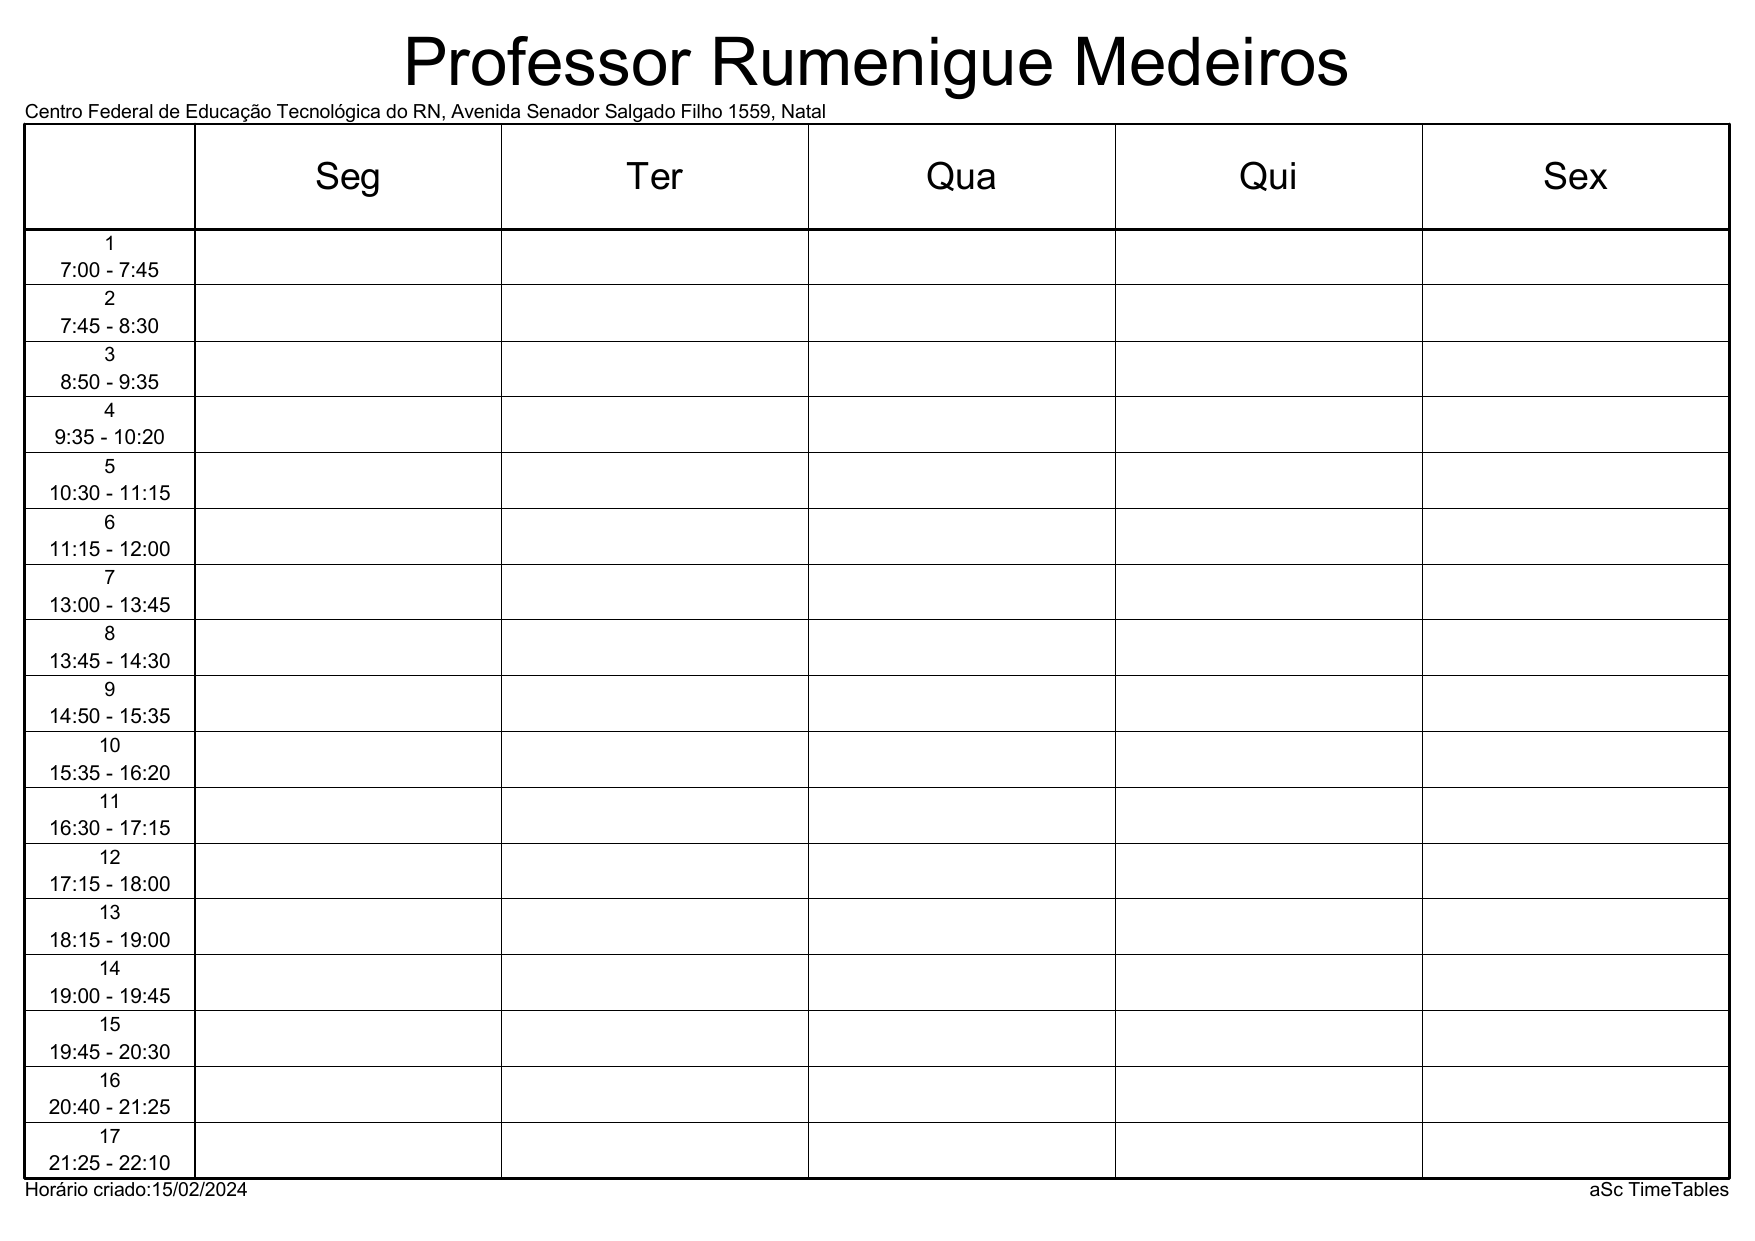 Professor Rumenigue Medeiros
Centro Federal de Educação Tecnológica do RN, Avenida Senador Salgado Filho 1559, Natal
Seg Ter Qua Qui Sex
1
7:00 - 7:45
2
7:45 - 8:30
3
8:50 - 9:35
4
9:35 - 10:20
5
10:30 - 11:15
6
11:15 - 12:00
7
13:00 - 13:45
8
13:45 - 14:30
9
14:50 - 15:35
10
15:35 - 16:20
11
16:30 - 17:15
12
17:15 - 18:00
13
18:15 - 19:00
14
19:00 - 19:45
15
19:45 - 20:30
16
20:40 - 21:25
17
21:25 - 22:10
Horário criado:15/02/2024 aSc TimeTables